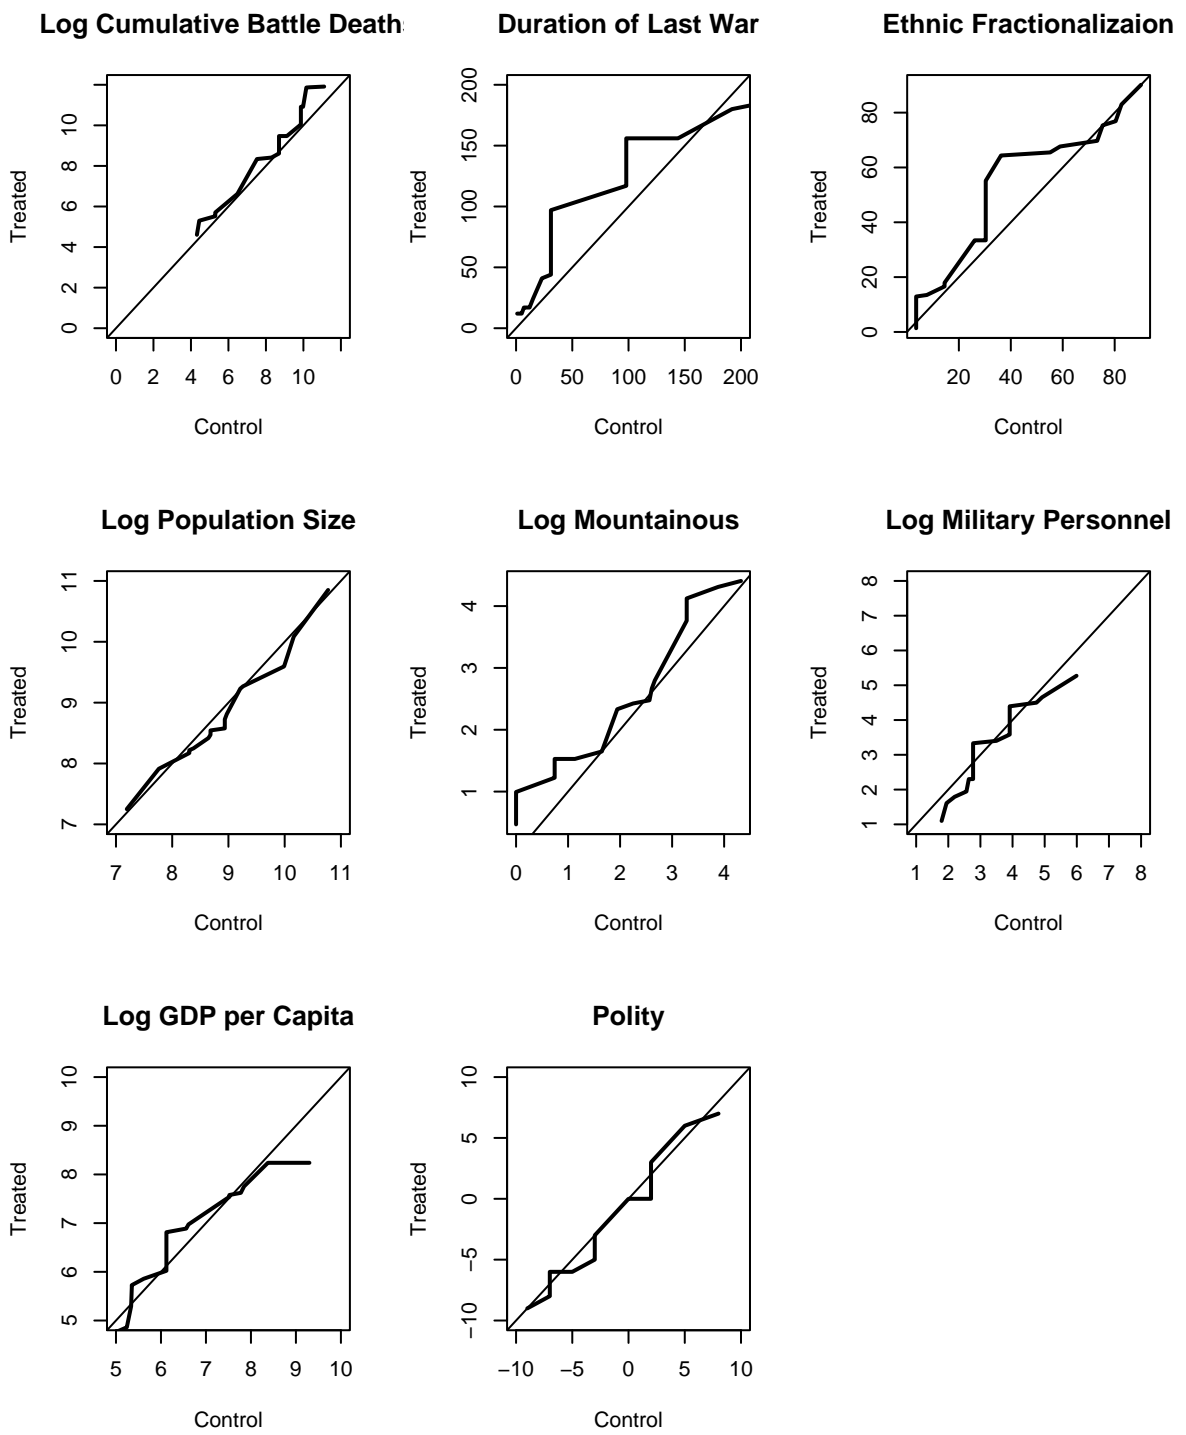 Log Cumulative Battle Death
Duration of Last War
Ethnic Fractionalizaion
Treated
0 2 4 6 8 10
0 2 4 6 8 10
Control
Treated
0 50 100 150 200
0 50 100 150 200
Control
Treated
0 20 40 60 80
20 40 60 80
Control
Log Population Size
Log Mountainous
Log Military Personnel
Treated
7 8 9 10 11
7 8 9 10 11
Control
Treated
1 2 3 4
0 1 2 3 4
Control
Treated
1 2 3 4 5 6 7 8
1 2 3 4 5 6 7 8
Control
Log GDP per Capita
Polity
Treated
5 6 7 8 9 10
5 6 7 8 9 10
Control
Treated
−10 −5 0 5 10
−10 −5 0 5 10
Control